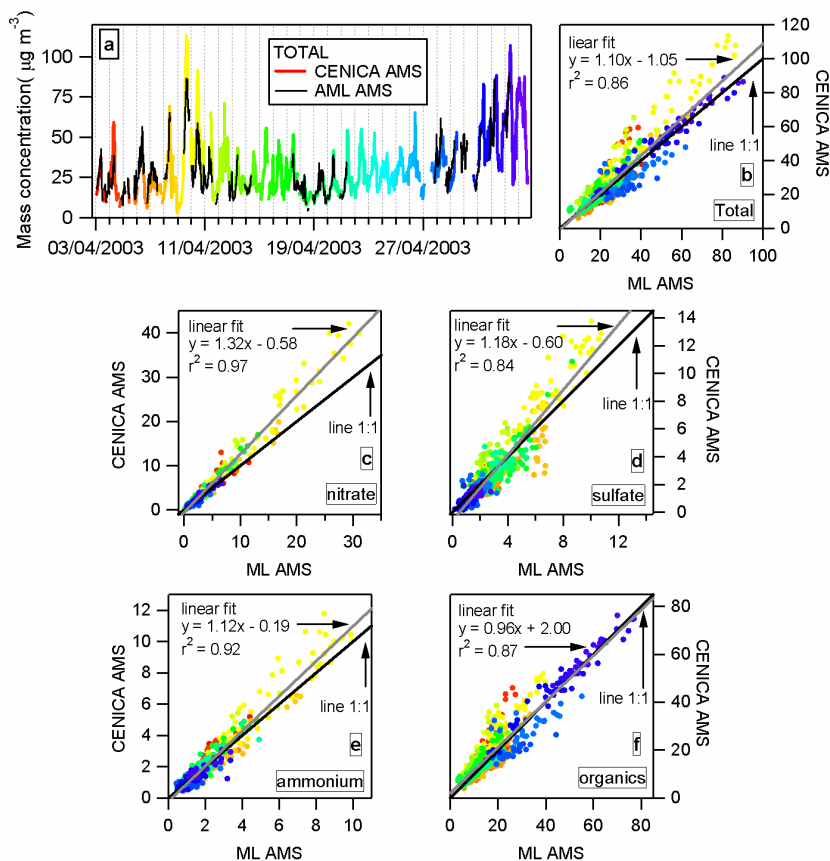 a
TOTAL
CENICA AMS
AML AMS
Mass concentration( μg m-3)
100
75
50
25
0
03/04/2003
11/04/2003
19/04/2003
27/04/2003
liear fit
y = 1.10x - 1.05
r2 = 0.86
line 1:1
b
Total
120
100
80
60
40
20
0
CENICA AMS
0
20
40
60
80
100
ML AMS
linear fit
y = 1.32x - 0.58
r2 = 0.97
line 1:1
c
nitrate
40
30
20
10
0
CENICA AMS
0
10
20
30
ML AMS
linear fit
y = 1.18x - 0.60
r2 = 0.84
line 1:1
d
sulfate
14
12
10
8
6
4
2
0
CENICA AMS
0
4
8
12
ML AMS
linear fit
y = 1.12x - 0.19
r2 = 0.92
line 1:1
e
ammonium
12
10
8
6
4
2
0
CENICA AMS
0
2
4
6
8
10
ML AMS
linear fit
y = 0.96x + 2.00
r2 = 0.87
line 1:1
f
organics
80
60
40
20
0
CENICA AMS
0
20
40
60
80
ML AMS